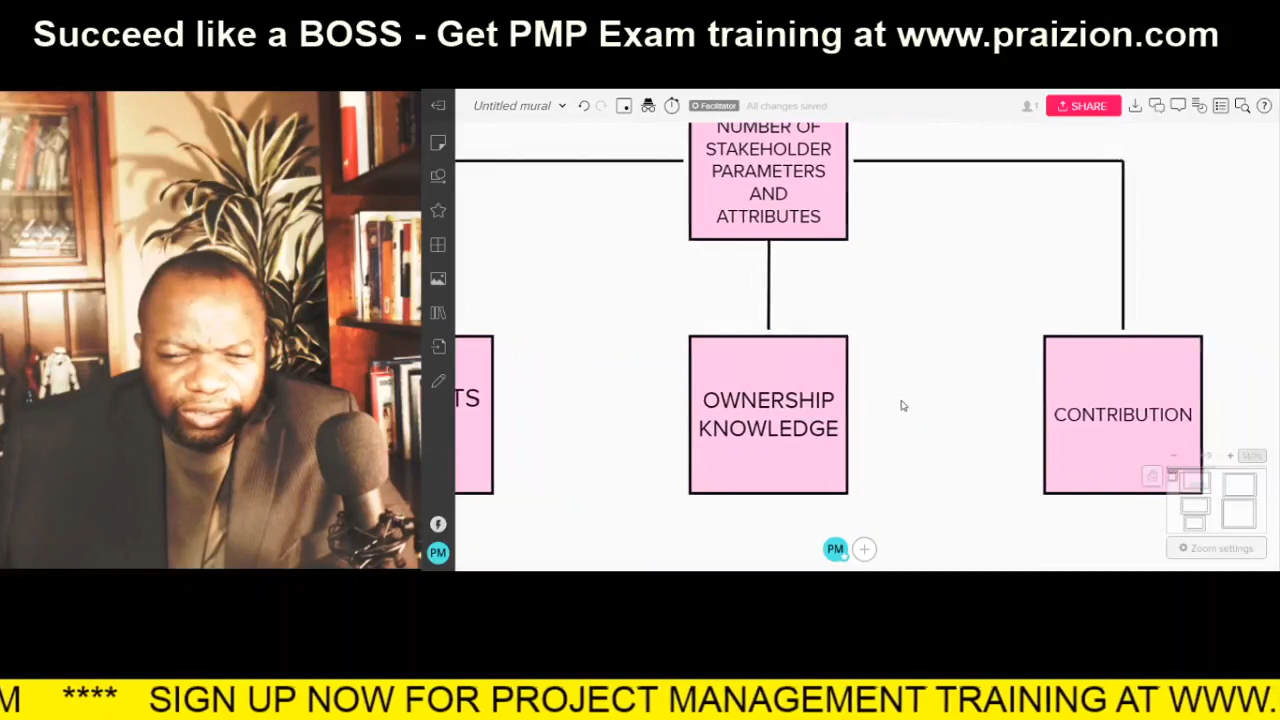 Succeed like a BOSS - Get PMP Exam training at www.praizion.com
Untitled mural
Facilitator
All changes saved
SHARE
NUMBER OF
STAKEHOLDER
PARAMETERS
AND
ATTRIBUTES
TS
OWNERSHIP
KNOWLEDGE
CONTRIBUTION
PM
PM
Zoom settings
M **** SIGN UP NOW FOR PROJECT MANAGEMENT TRAINING AT WWW.